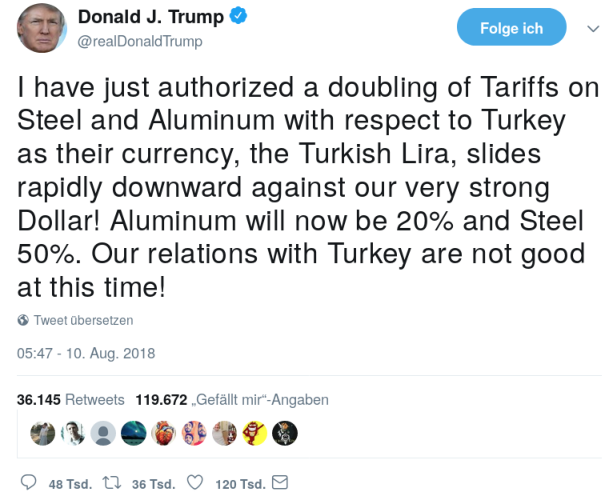 Donald J. Trump
Folge ich
@realDonaldTrump
I have just authorized a doubling of Tariffs on
Steel and Aluminum with respect to Turkey
as their currency, the Turkish Lira, slides
rapidly downward against our very strong
Dollar! Aluminum will now be 20% and Steel
50%. Our relations with Turkey are not good
at this time!
Tweet übersetzen
05:47 - 10. Aug. 2018
36.145 Retweets 119.672 „Gefällt mir“-Angaben
48 Tsd. 36 Tsd. 120 Tsd.